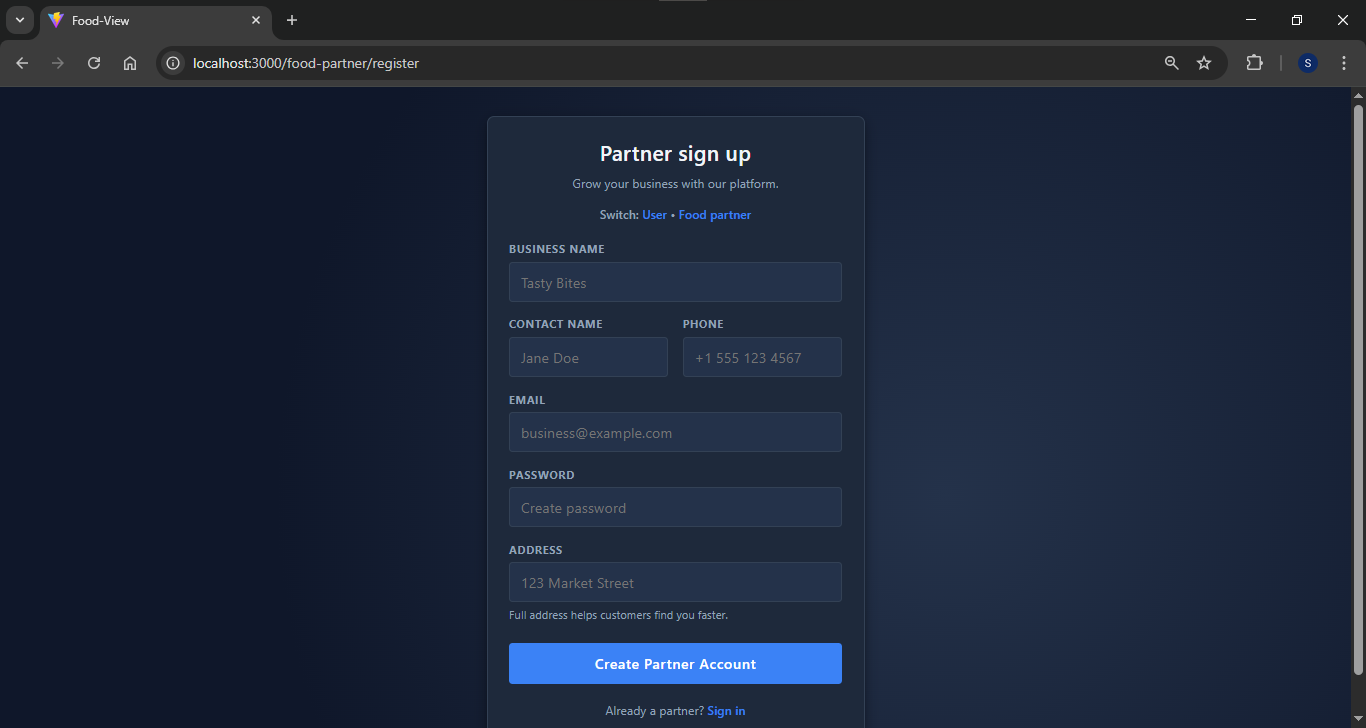 Food-View
localhost:3000/food-partner/register
S
Partner sign up
Grow your business with our platform.
Switch: User • Food partner
BUSINESS NAME
Tasty Bites
CONTACT NAME PHONE
Jane Doe +1 555 123 4567
EMAIL
business@example.com
PASSWORD
Create password
ADDRESS
123 Market Street
Full address helps customers find you faster.
Create Partner Account
Already a partner? Sign in